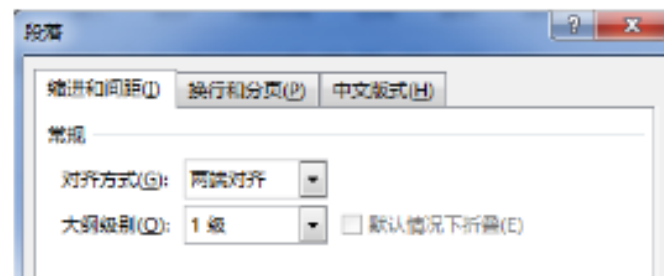 段落
缩进和间距(I) 换行和分页(P) 中文版式(H)
常规
对齐方式(G): 两端对齐
大纲级别(O): 1 级 默认情况下折叠(E)